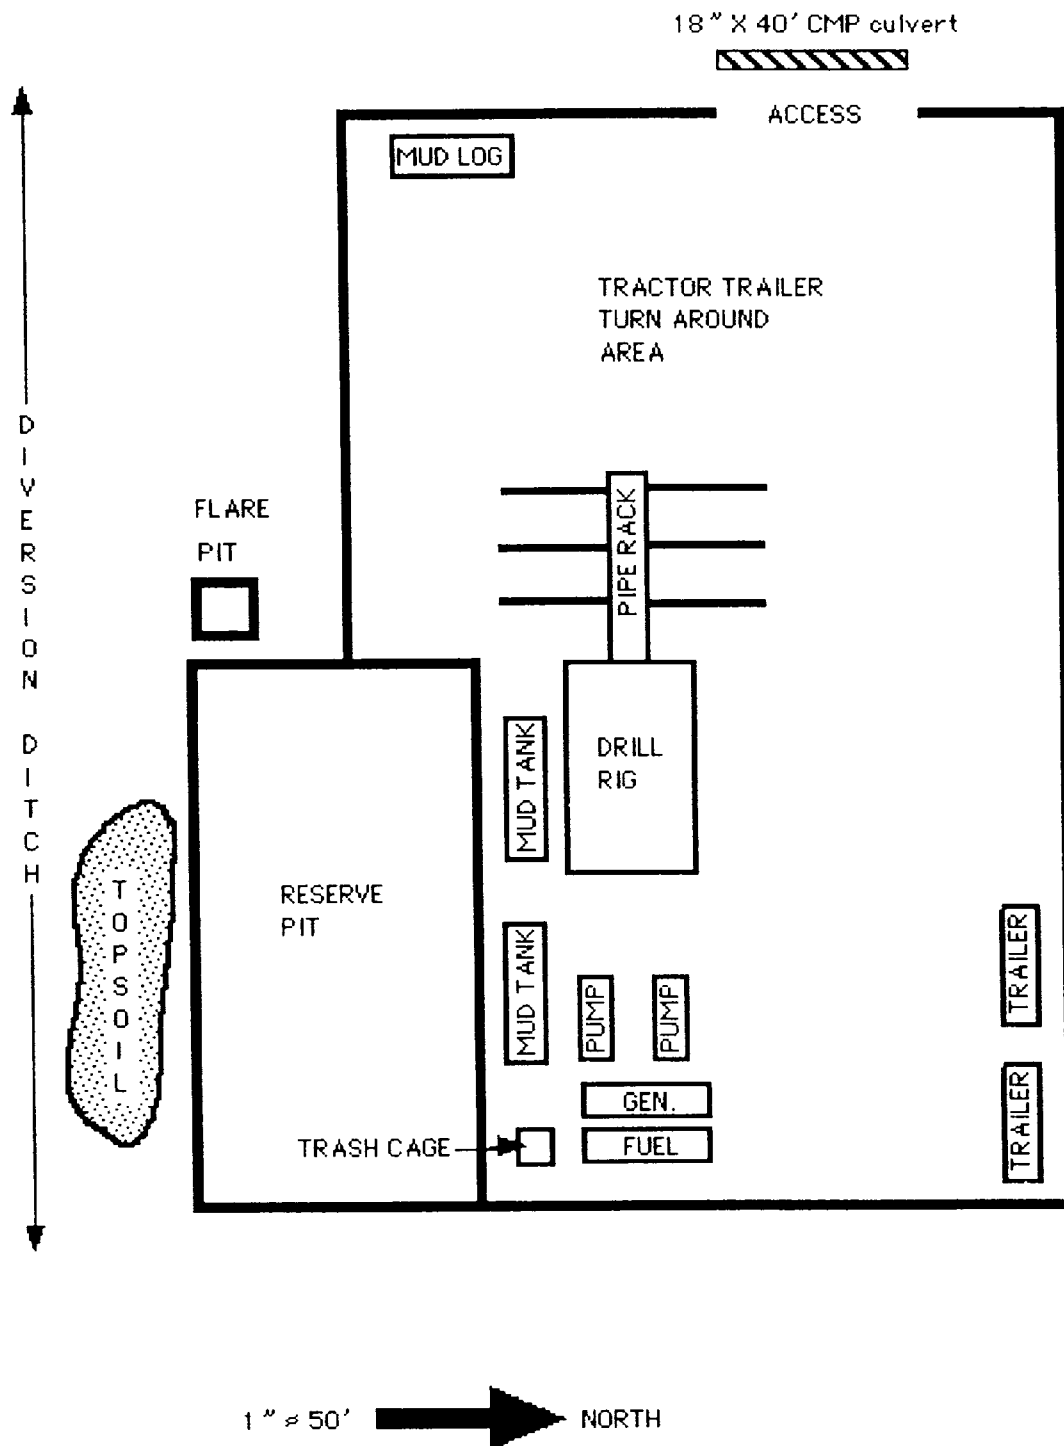 18" X 40' CMP culvert
ACCESS
MUD LOG
TRACTOR TRAILER
TURN AROUND
AREA
DIVERSION DITCH
FLARE
PIT
PIPE RACK
DRILL
RIG
MUD TANK
RESERVE
PIT
TOPSOIL
MUD TANK
PUMP
PUMP
TRAILER
GEN.
TRASH CAGE
FUEL
TRAILER
1" ≈ 50'
NORTH